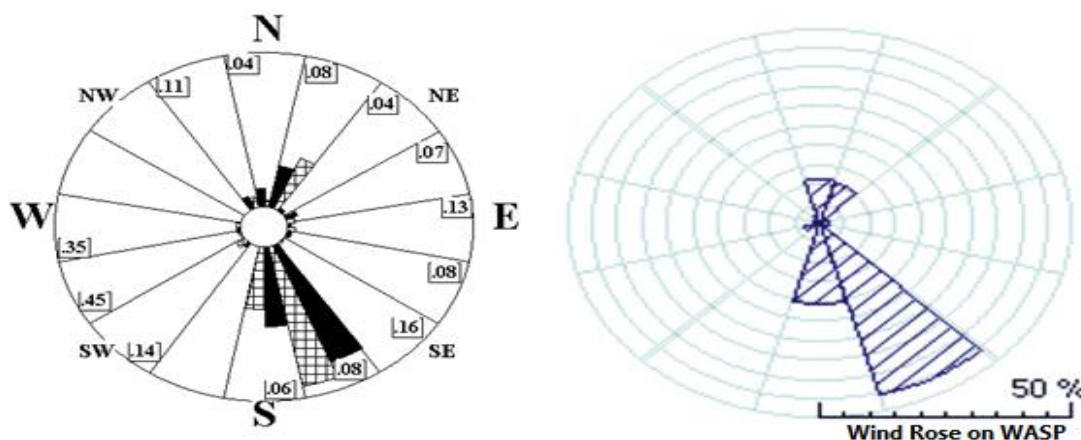 N
.04
.08
.11
.04
NW
NE
.07
.13
W
E
.35
.08
.45
.16
SW
SE
.14
.08
.06
S
50 %
Wind Rose on WASP